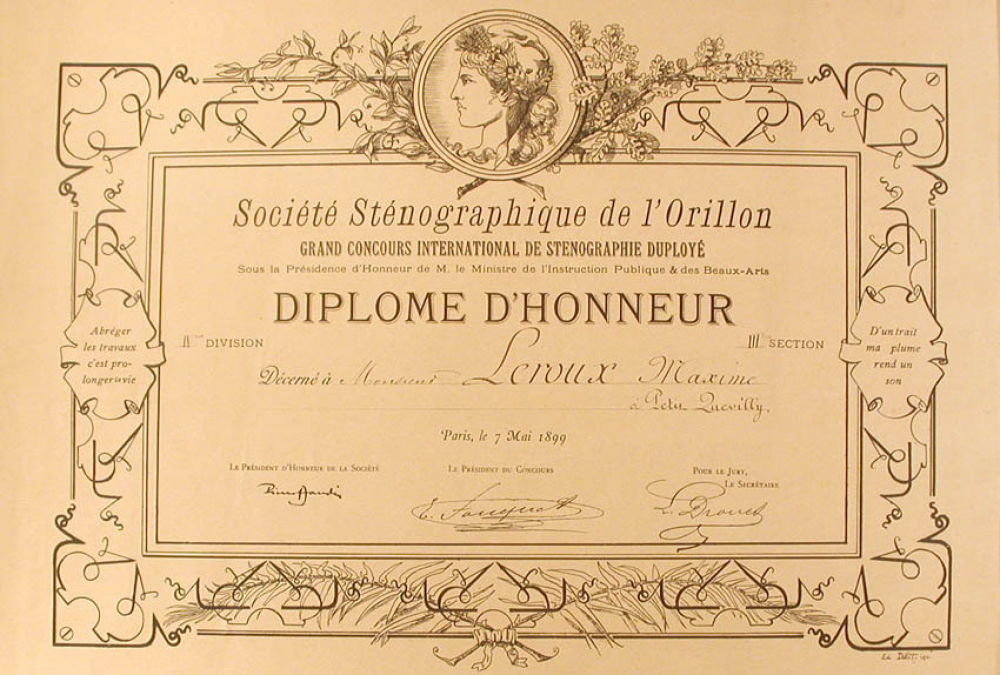 Société Sténographique de l'Orillon
GRAND CONCOURS INTERNATIONAL DE STENOGRAPHIE DUPLOYÉ
Sous la Présidence d'Honneur de M. le Ministre de l'Instruction Publique & des Beaux-Arts
DIPLOME D'HONNEUR
DIVISION
III SECTION
Décerné à Monsieur Leroux Maxime
à Petit Quevilly
Paris, le 7 Mai 1899
Abréger
les travaux
c'est pro-
longer la vie
D'un trait
ma plume
rend un
son
LE PRÉSIDENT D'HONNEUR DE LA SOCIÉTÉ
LE PRÉSIDENT DU CONCOURS
POUR LE JURY,
LE SECRÉTAIRE
L. Drouet